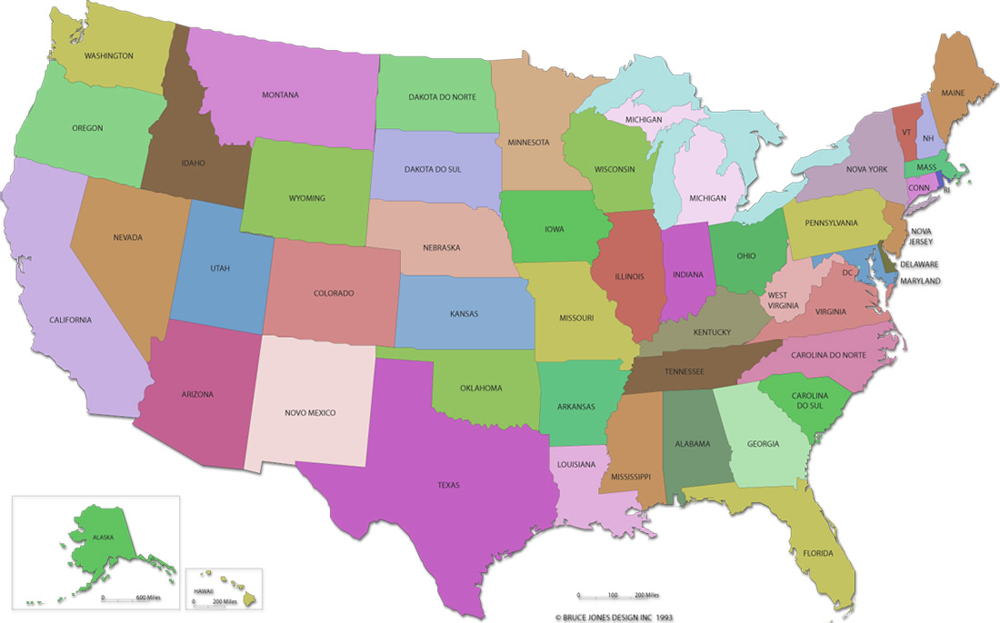 WASHINGTON
MONTANA
DAKOTA DO NORTE
MINNESOTA
MICHIGAN
MAINE
VT
NH
OREGON
IDAHO
WYOMING
DAKOTA DO SUL
WISCONSIN
MICHIGAN
NOVA YORK
MASS
CONN
RI
NEVADA
UTAH
COLORADO
NEBRASKA
IOWA
ILLINOIS
INDIANA
OHIO
PENNSYLVANIA
NOVA
JERSEY
DELAWARE
MARYLAND
DC
CALIFORNIA
KANSAS
MISSOURI
KENTUCKY
WEST
VIRGINIA
VIRGINIA
ARIZONA
NOVO MEXICO
OKLAHOMA
ARKANSAS
TENNESSEE
CAROLINA DO NORTE
CAROLINA
DO SUL
TEXAS
LOUISIANA
MISSISSIPPI
ALABAMA
GEORGIA
FLORIDA
ALASKA
0 600 Miles
HAWAII
0 200 Miles
0 100 200 Miles
© BRUCE JONES DESIGN INC 1993